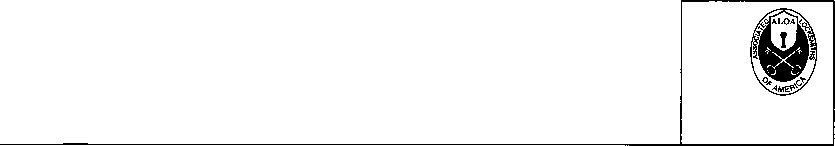 ALOA
ASSOCIATED LOCKSMITHS
OF AMERICA